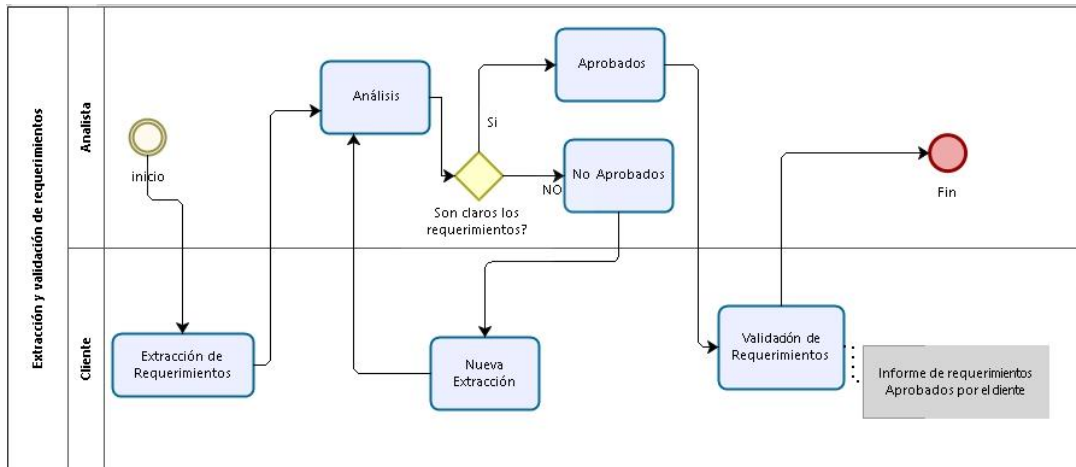 Extracción y validación de requerimientos
Analista
inicio
Análisis
Si
Aprobados
NO
No Aprobados
Son claros los
requerimientos?
Fin
Cliente
Extracción de
Requerimientos
Nueva
Extracción
Validación de
Requerimientos
Informe de requerimientos
Aprobados por el diente